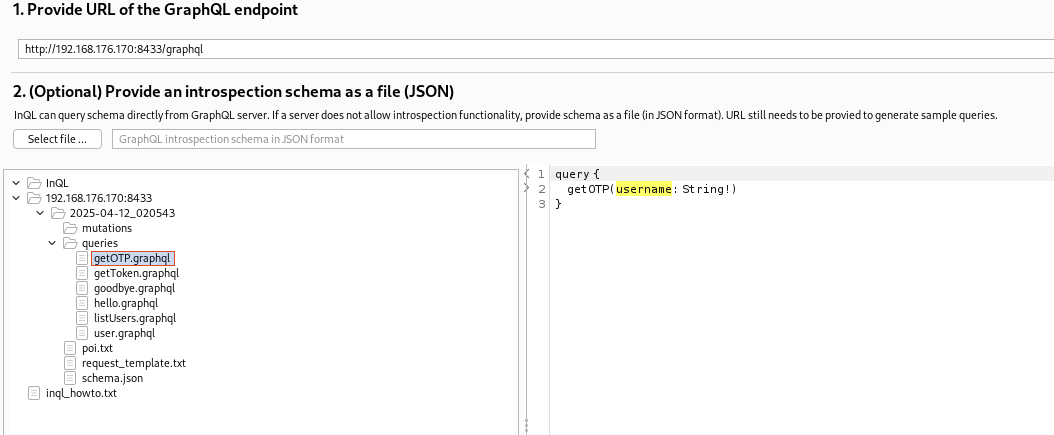 1. Provide URL of the GraphQL endpoint
http://192.168.176.170:8433/graphql
2. (Optional) Provide an introspection schema as a file (JSON)
InQL can query schema directly from GraphQL server. If a server does not allow introspection functionality, provide schema as a file (in JSON format). URL still needs to be provied to generate sample queries.
Select file ...
GraphQL introspection schema in JSON format
InQL
192.168.176.170:8433
2025-04-12_020543
mutations
queries
getOTP.graphql
getToken.graphql
goodbye.graphql
hello.graphql
listUsers.graphql
user.graphql
poi.txt
request_template.txt
schema.json
inql_howto.txt
1 query {
2 getOTP(username: String!)
3 }